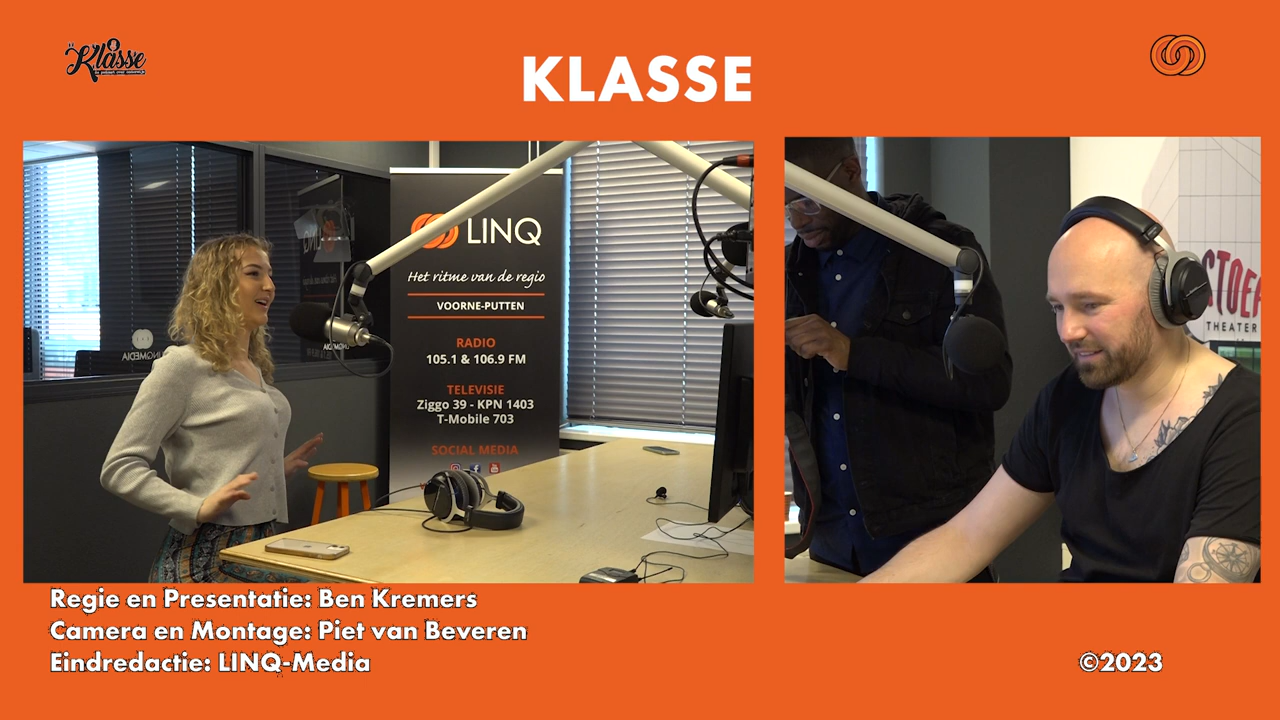 Klasse
KLASSE
LINQ
Het ritme van de regio
VOORNE-PUTTEN
RADIO
105.1 & 106.9 FM
TELEVISIE
Ziggo 39 - KPN 1403
T-Mobile 703
SOCIAL MEDIA
THEATER
Regie en Presentatie: Ben Kremers
Camera en Montage: Piet van Beveren
Eindredactie: LINQ-Media
©2023